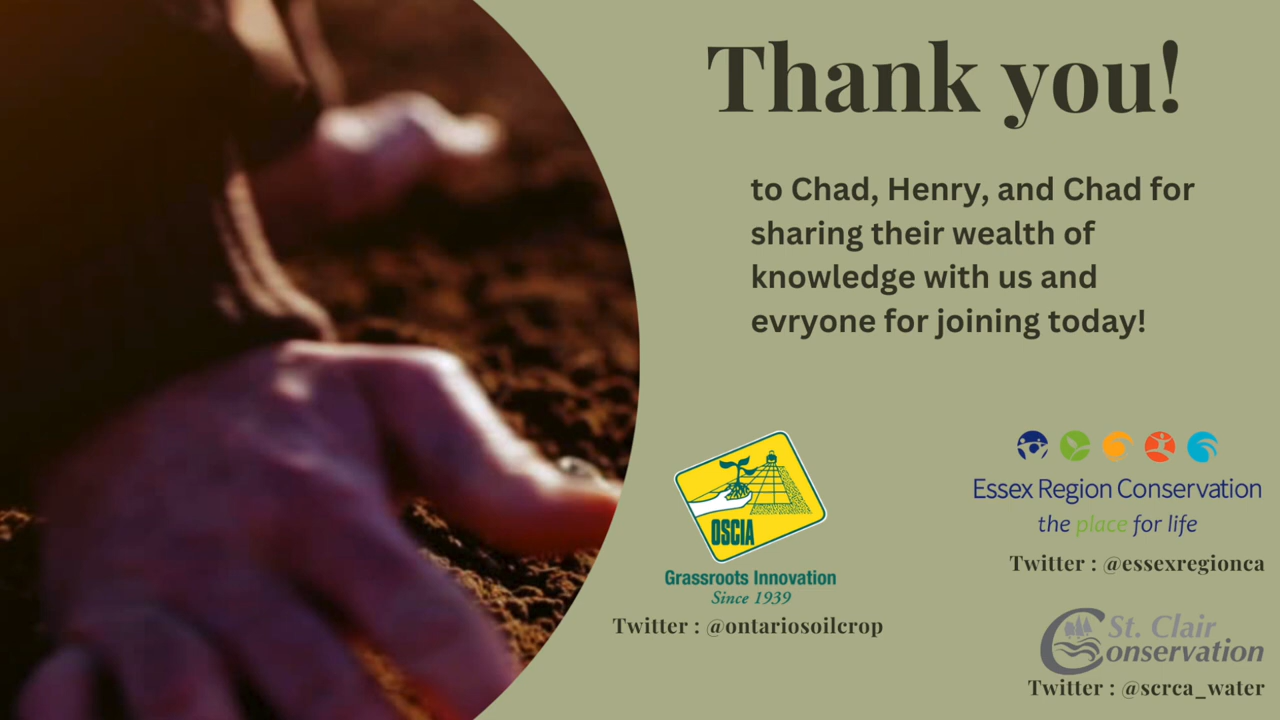 Thank you!
to Chad, Henry, and Chad for
sharing their wealth of
knowledge with us and
evryone for joining today!
OSCIA
Grassroots Innovation
Since 1939
Twitter : @ontariosoilcrop
Essex Region Conservation
the place for life
Twitter : @essexregionca
St. Clair
Conservation
Twitter : @scrca_water